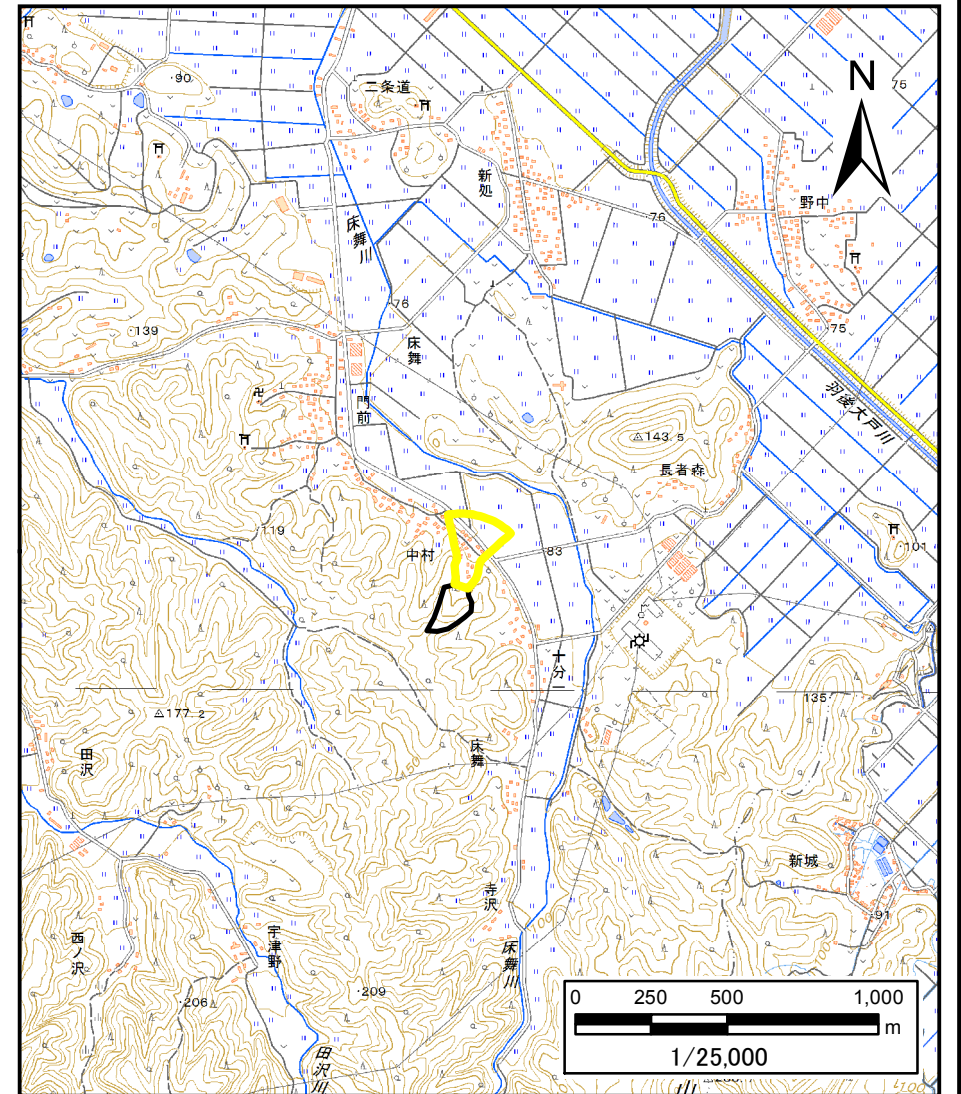 90
二条道
N
75
新処
野中
床舞川
76
76
139
75
床舞
門前
羽後大戸川
143.5
長者森
119
101
中村
83
十分一
135
177.2
田沢
床舞
新城
寺沢
91
西ノ沢
宇津野
床舞川
206
209
田沢川
0 250 500 1,000
m
1/25,000